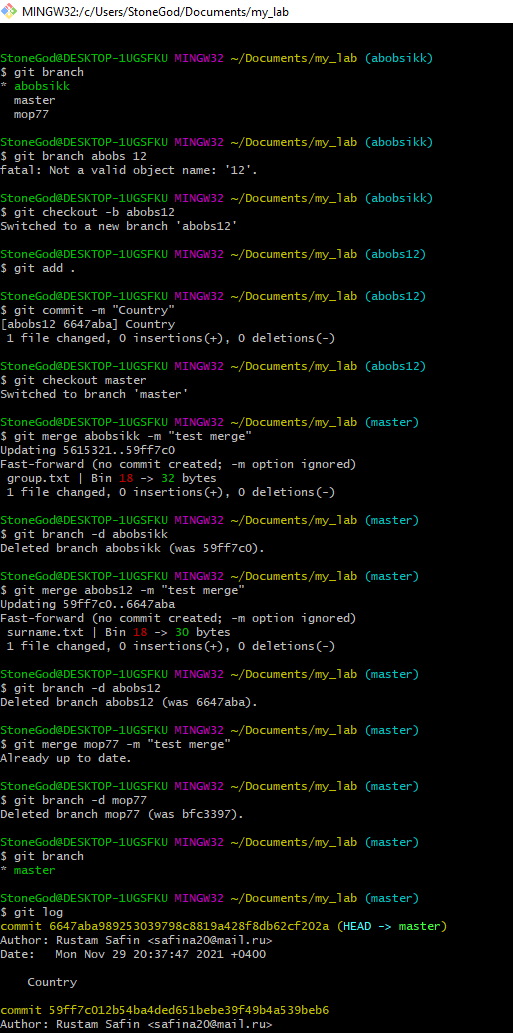 MINGW32:/c/Users/StoneGod/Documents/my_lab
StoneGod@DESKTOP-1UGSFKU MINGW32 ~/Documents/my_lab (abobsikk)
$ git branch
* abobsikk
  master
  mop77
StoneGod@DESKTOP-1UGSFKU MINGW32 ~/Documents/my_lab (abobsikk)
$ git branch abobs 12
fatal: Not a valid object name: '12'.
StoneGod@DESKTOP-1UGSFKU MINGW32 ~/Documents/my_lab (abobsikk)
$ git checkout -b abobs12
Switched to a new branch 'abobs12'
StoneGod@DESKTOP-1UGSFKU MINGW32 ~/Documents/my_lab (abobs12)
$ git add .
StoneGod@DESKTOP-1UGSFKU MINGW32 ~/Documents/my_lab (abobs12)
$ git commit -m "Country"
[abobs12 6647aba] Country
 1 file changed, 0 insertions(+), 0 deletions(-)
StoneGod@DESKTOP-1UGSFKU MINGW32 ~/Documents/my_lab (abobs12)
$ git checkout master
Switched to branch 'master'
StoneGod@DESKTOP-1UGSFKU MINGW32 ~/Documents/my_lab (master)
$ git merge abobsikk -m "test merge"
Updating 5615321..59ff7c0
Fast-forward (no commit created; -m option ignored)
 group.txt | Bin 18 -> 32 bytes
 1 file changed, 0 insertions(+), 0 deletions(-)
StoneGod@DESKTOP-1UGSFKU MINGW32 ~/Documents/my_lab (master)
$ git branch -d abobsikk
Deleted branch abobsikk (was 59ff7c0).
StoneGod@DESKTOP-1UGSFKU MINGW32 ~/Documents/my_lab (master)
$ git merge abobs12 -m "test merge"
Updating 59ff7c0..6647aba
Fast-forward (no commit created; -m option ignored)
 surname.txt | Bin 18 -> 30 bytes
 1 file changed, 0 insertions(+), 0 deletions(-)
StoneGod@DESKTOP-1UGSFKU MINGW32 ~/Documents/my_lab (master)
$ git branch -d abobs12
Deleted branch abobs12 (was 6647aba).
StoneGod@DESKTOP-1UGSFKU MINGW32 ~/Documents/my_lab (master)
$ git merge mop77 -m "test merge"
Already up to date.
StoneGod@DESKTOP-1UGSFKU MINGW32 ~/Documents/my_lab (master)
$ git branch -d mop77
Deleted branch mop77 (was bfc3397).
StoneGod@DESKTOP-1UGSFKU MINGW32 ~/Documents/my_lab (master)
$ git branch
* master
StoneGod@DESKTOP-1UGSFKU MINGW32 ~/Documents/my_lab (master)
$ git log
commit 6647aba989253039798c8819a428f8db62cf202a (HEAD -> master)
Author: Rustam Safin <safina20@mail.ru>
Date:   Mon Nov 29 20:37:47 2021 +0400
    Country
commit 59ff7c012b54ba4ded651bebe39f49b4a539beb6
Author: Rustam Safin <safina20@mail.ru>